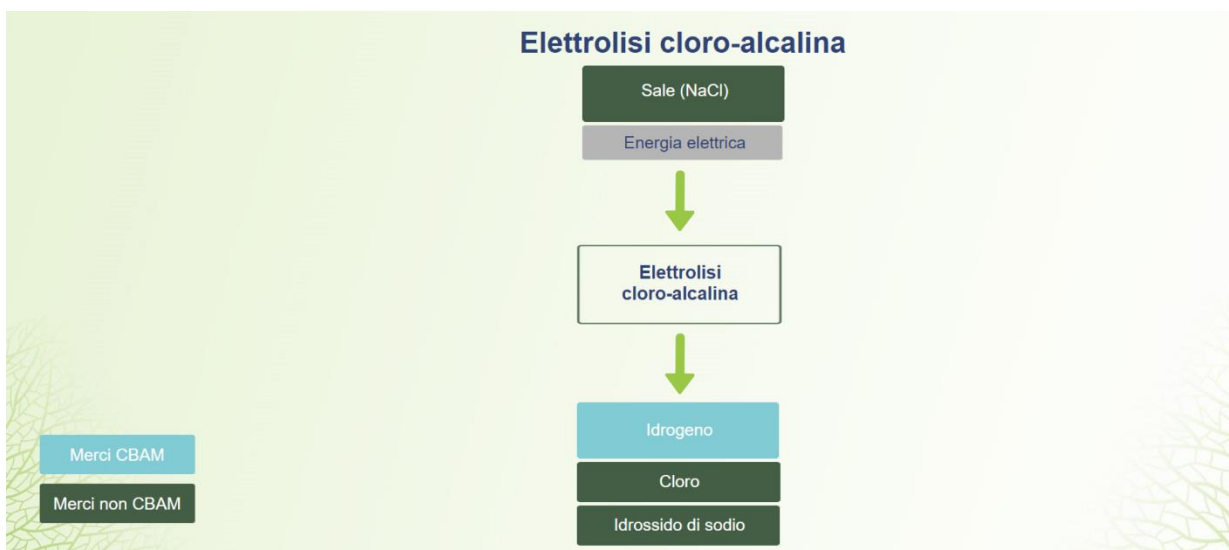 Elettrolisi cloro-alcalina
Sale (NaCl)
Energia elettrica
Elettrolisi
cloro-alcalina
Idrogeno
Cloro
Idrossido di sodio
Merci CBAM
Merci non CBAM